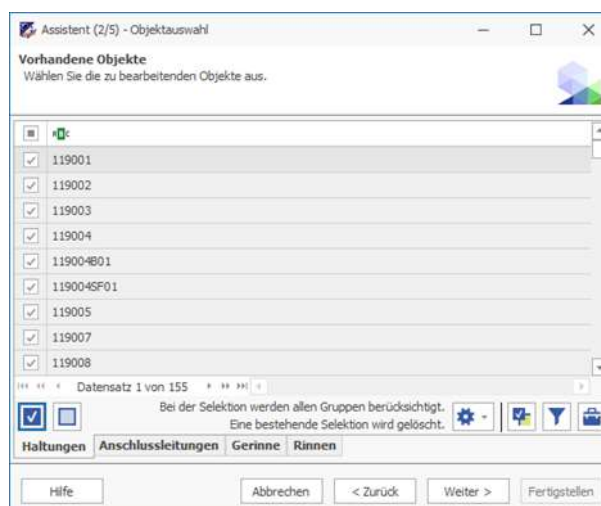 Assistent (2/5) - Objektauswahl
Vorhandene Objekte
Wählen Sie die zu bearbeitenden Objekte aus.
119001
119002
119003
119004
119004B01
119004SF01
119005
119007
119008
Datensatz 1 von 155
Bei der Selektion werden allen Gruppen berücksichtigt.
Eine bestehende Selektion wird gelöscht.
Haltungen Anschlussleitungen Gerinne Rinnen
Hilfe Abbrechen < Zurück Weiter > Fertigstellen